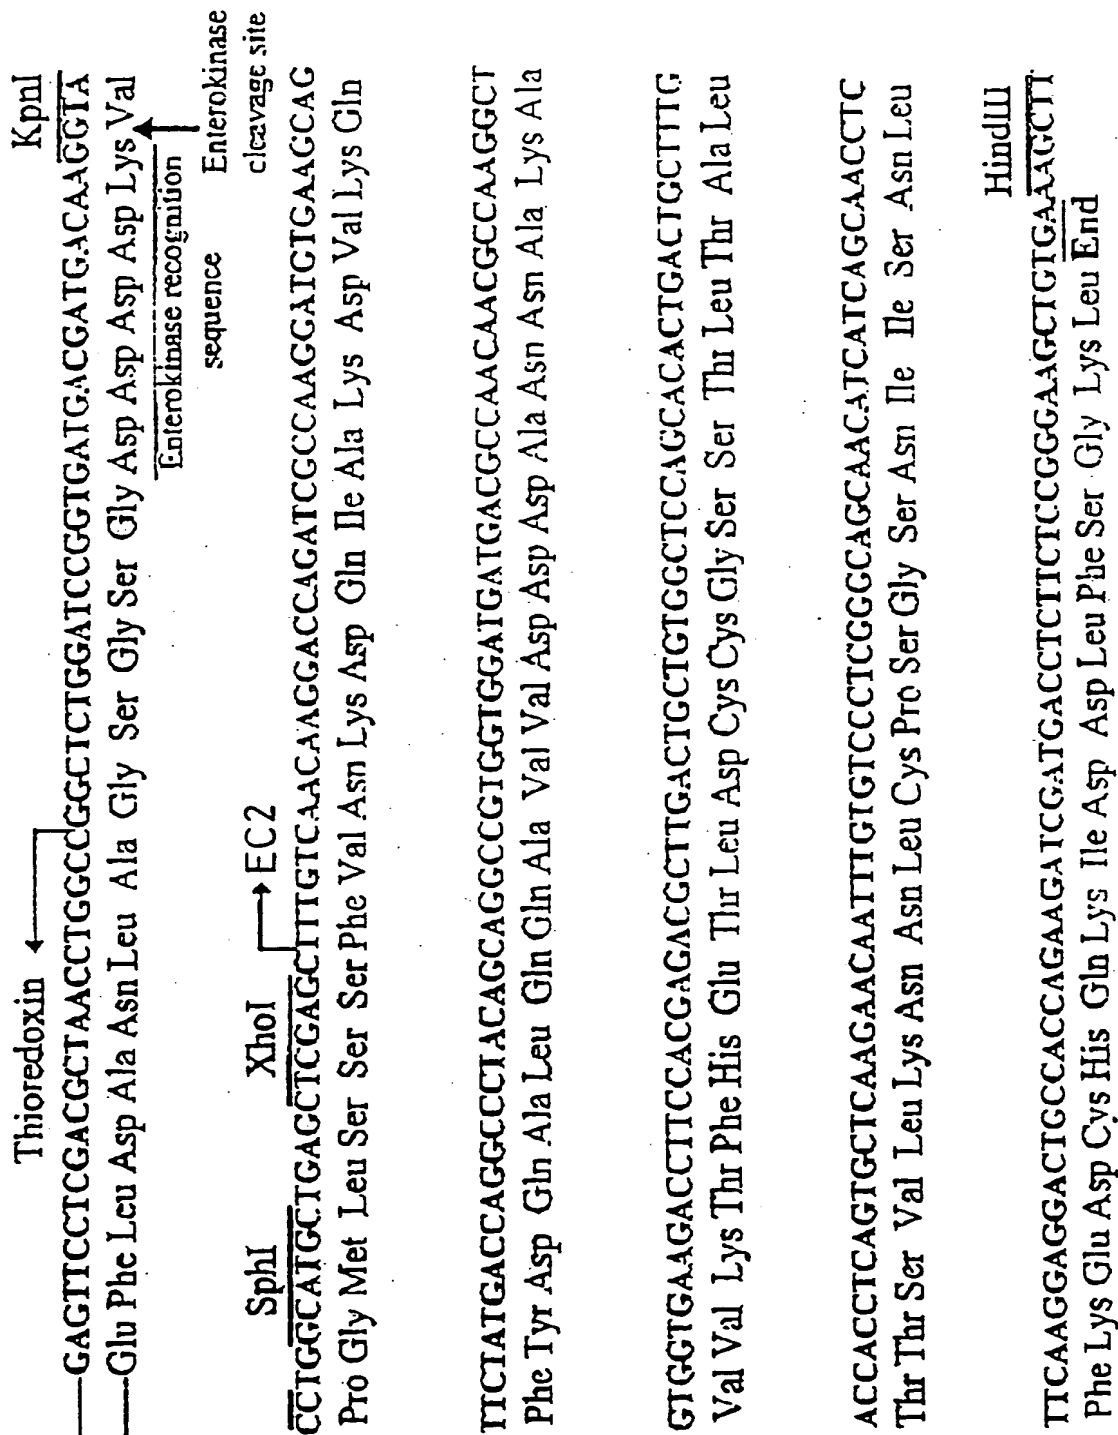 Thioredoxin KpnI
GAGTTCCTCGACGCTAACCTGGCCGGCTCTGGATCCGGTGATGACGATGACAAGGTA
Glu Phe Leu Asp Ala Asn Leu Ala Gly Ser Gly Ser Gly Asp Asp Asp Asp Lys Val
Enterokinase recognition sequence
Enterokinase cleavage site
SphI XhoI EC2
CCTGGCATGCTGAGCTCGAGCTTTGTCAACAAGGACCAGATCGCCAAGGATGTGAAGCAG
Pro Gly Met Leu Ser Ser Ser Phe Val Asn Lys Asp Gln Ile Ala Lys Asp Val Lys Gln
TTCTATGACCAGGCCCTACAGCAGGCCGTGGTGGATGATGACGCCAACAACGCCAAGGCT
Phe Tyr Asp Gln Ala Leu Gln Gln Ala Val Val Asp Asp Asp Ala Asn Asn Ala Lys Ala
GTGGTGAAGACCTTCCACGAGACGCTTGACTGCTGTGGCTCCAGCACACTGACTGCTTTG
Val Val Lys Thr Phe His Glu Thr Leu Asp Cys Cys Gly Ser Ser Thr Leu Thr Ala Leu
ACCACCTCAGTGCTCAAGAACAATTTGTGTCCCTCGGGCAGCAACATCATCAGCAACCTC
Thr Thr Ser Val Leu Lys Asn Asn Leu Cys Pro Ser Gly Ser Asn Ile Ile Ser Asn Leu
HindIII
TTCAAGGAGGACTGCCACCAGAAGATCGATGACCTCTTCTCCGGGAAGCTGTGAAAGCTT
Phe Lys Glu Asp Cys His Gln Lys Ile Asp Asp Leu Phe Ser Gly Lys Leu End